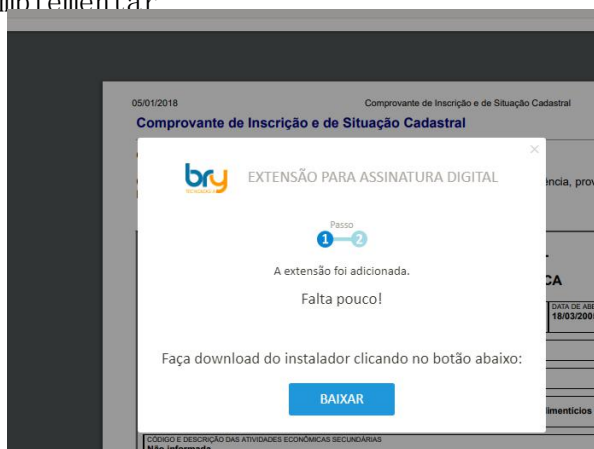 mplementar
05/01/2018 Comprovante de Inscrição e de Situação Cadastral
Comprovante de Inscrição e de Situação Cadastral
×
bry EXTENSÃO PARA ASSINATURA DIGITAL
ência, prov
Passo
1 2
A extensão foi adicionada.
CA
Falta pouco!
DATA DE ABE
18/03/200
Faça download do instalador clicando no botão abaixo:
BAIXAR
limentícios
CÓDIGO E DESCRIÇÃO DAS ATIVIDADES ECONÔMICAS SECUNDÁRIAS
Não informada